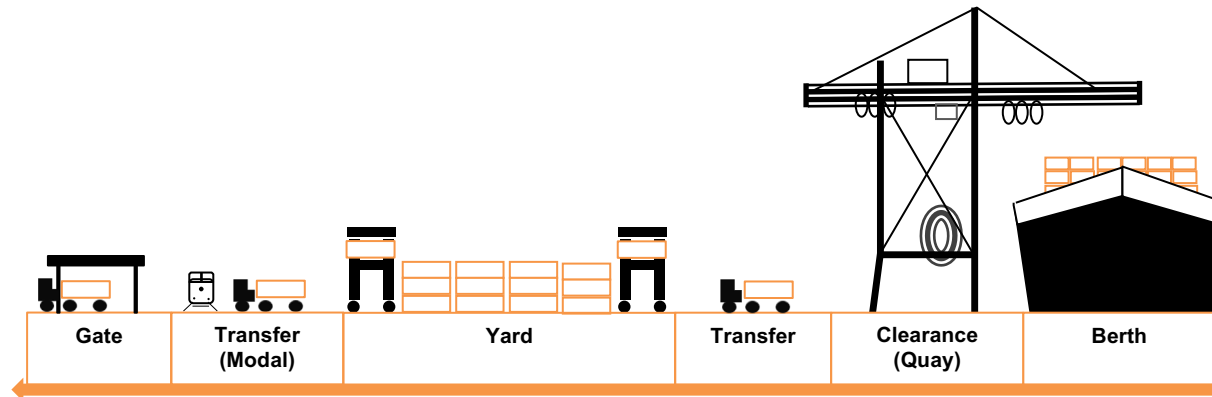 Gate
Transfer
(Modal)
Yard
Transfer
Clearance
(Quay)
Berth